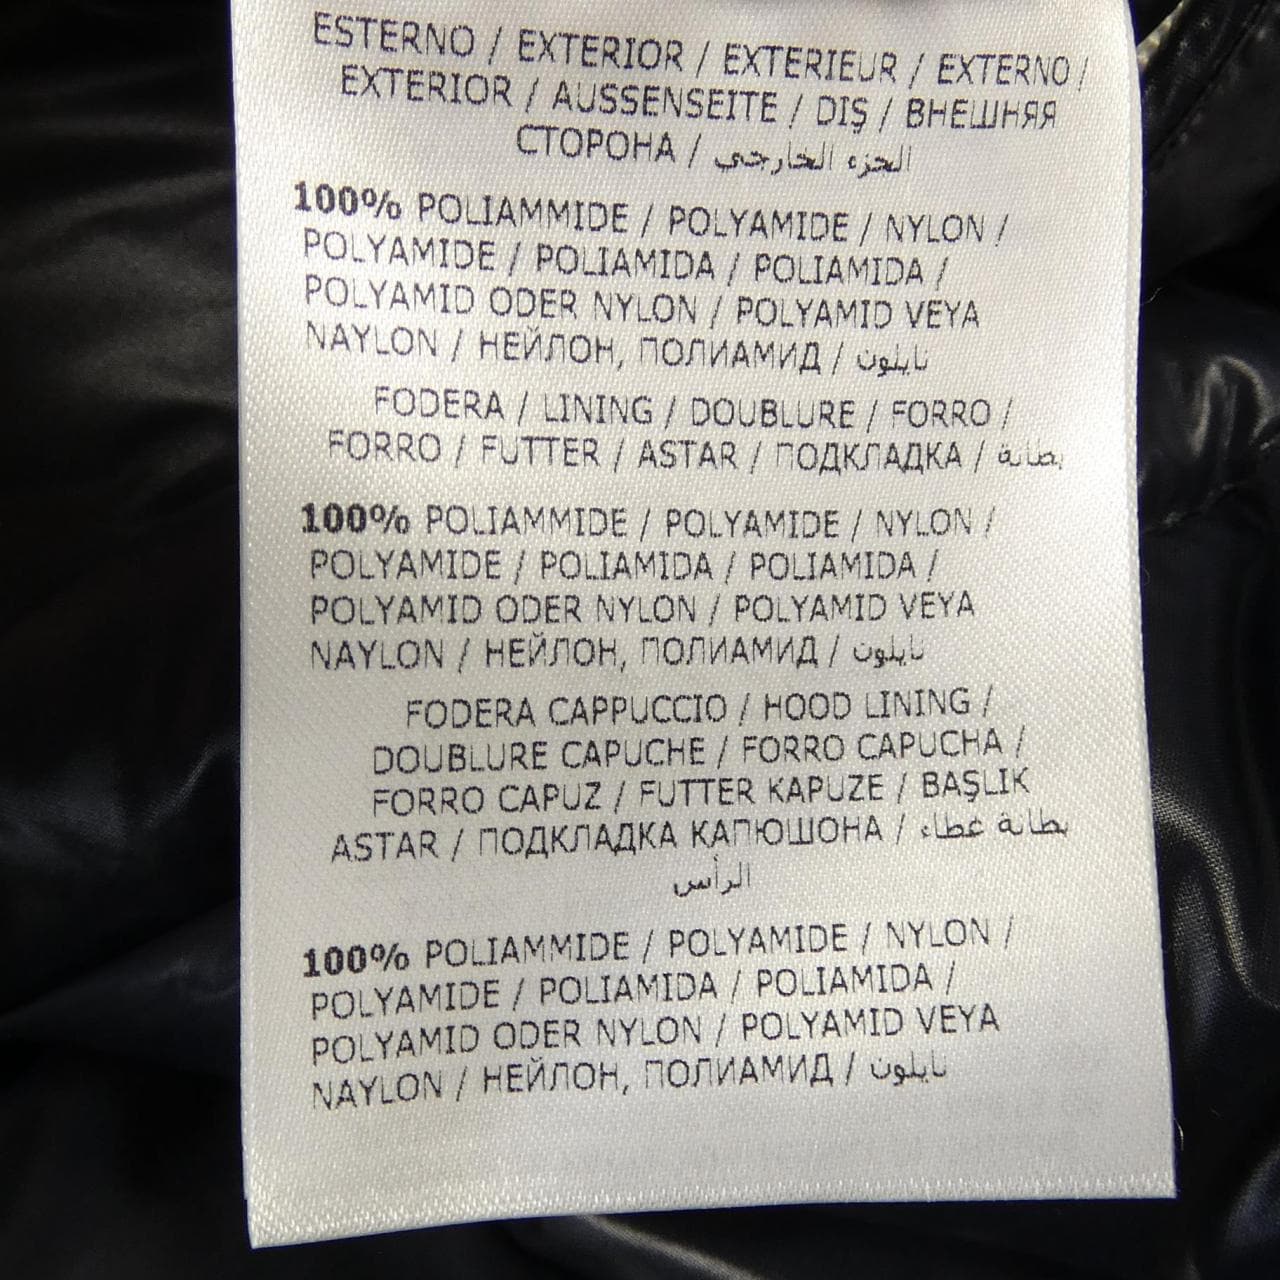 ESTERNO / EXTERIOR / EXTERIEUR / EXTERNO /
EXTERIOR / AUSSENSEITE / DIŞ / ВНЕШНЯЯ
СТОРОНА / الجزء الخارجي
100% POLIAMMIDE / POLYAMIDE / NYLON /
POLYAMIDE / POLIAMIDA / POLIAMIDA /
POLYAMID ODER NYLON / POLYAMID VEYA
NAYLON / НЕЙЛОН, ПОЛИАМИД / نايلون
FODERA / LINING / DOUBLURE / FORRO /
FORRO / FUTTER / ASTAR / ПОДКЛАДКА / بطانة
100% POLIAMMIDE / POLYAMIDE / NYLON /
POLYAMIDE / POLIAMIDA / POLIAMIDA /
POLYAMID ODER NYLON / POLYAMID VEYA
NAYLON / НЕЙЛОН, ПОЛИАМИД / نايلون
FODERA CAPPUCCIO / HOOD LINING /
DOUBLURE CAPUCHE / FORRO CAPUCHA /
FORRO CAPUZ / FUTTER KAPUZE / BAŞLIK
ASTAR / ПОДКЛАДКА КАПЮШОНА / بطانة غطاء
الرأس
100% POLIAMMIDE / POLYAMIDE / NYLON /
POLYAMIDE / POLIAMIDA / POLIAMIDA /
POLYAMID ODER NYLON / POLYAMID VEYA
NAYLON / НЕЙЛОН, ПОЛИАМИД / نايلون